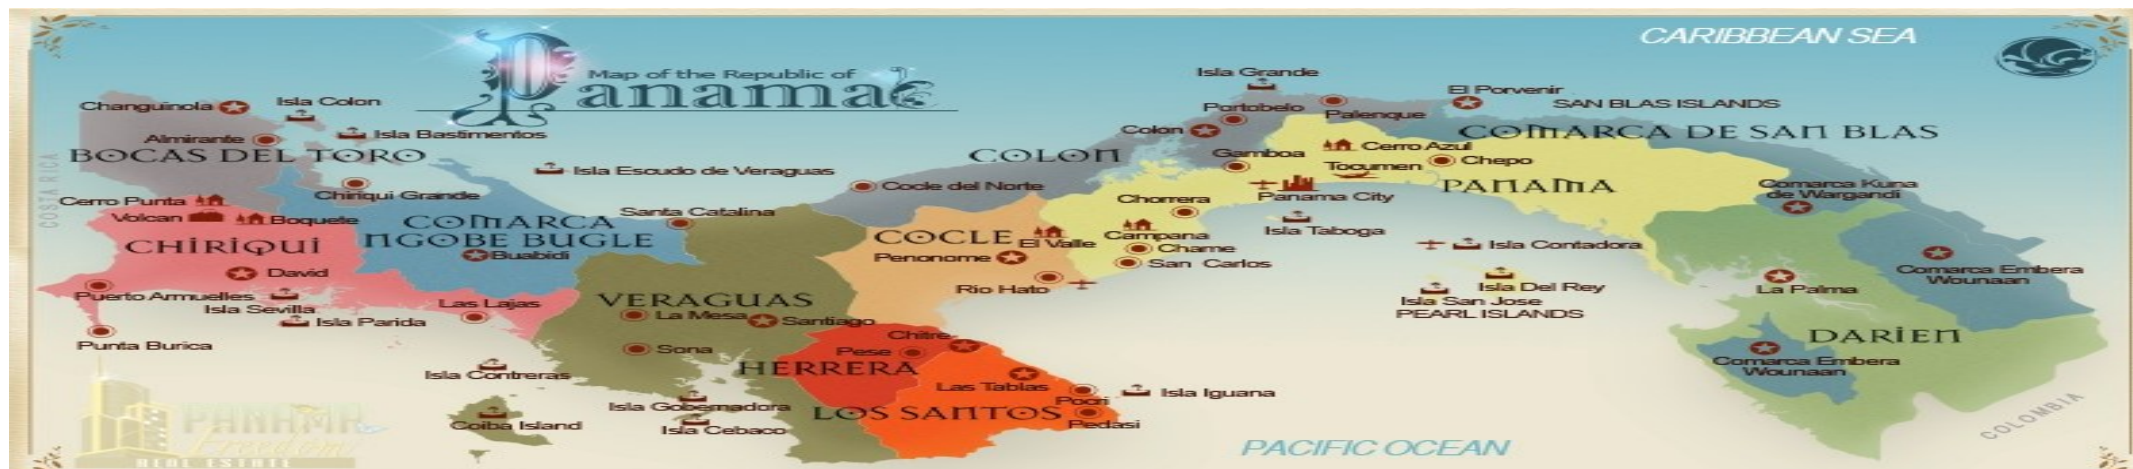 CARIBBEAN SEA
Map of the Republic of
Panama
Isla Grande
El Porvenir
SAN BLAS ISLANDS
Changuinola
Isla Colon
Portobelo
Palenque
Almirante
Isla Bastimentos
Colon
COMARCA DE SAN BLAS
BOCAS DEL TORO
COLON
Gamboa
Cerro Azul
COSTA RICA
Isla Escudo de Veraguas
Tocumen
Chepo
Chiriqui Grande
Cocle del Norte
PANAMA
Comarca Kuna
de Wargandi
Cerro Punta
Chorrera
Panama City
Volcan
Boquete
COMARCA
NGOBE BUGLE
Santa Catalina
Isla Taboga
CHIRIQUI
COCLE
El Valle
Campana
Chame
Isla Contadora
Buabidi
Penonome
San Carlos
David
Comarca Embera
Wounaan
Puerto Armuelles
Las Lajas
VERAGUAS
Rio Hato
Isla Del Rey
La Palma
Isla Sevilla
Isla San Jose
PEARL ISLANDS
Isla Parida
La Mesa
Santiago
Punta Burica
Chitre
DARIEN
Sona
Pese
HERRERA
Comarca Embera
Wounaan
Isla Contreras
Las Tablas
Isla Iguana
Isla Gobernadora
Pocri
LOS SANTOS
Coiba Island
Isla Cebaco
Pedasi
COLOMBIA
PANAMA
Freedom
REAL ESTATE
PACIFIC OCEAN